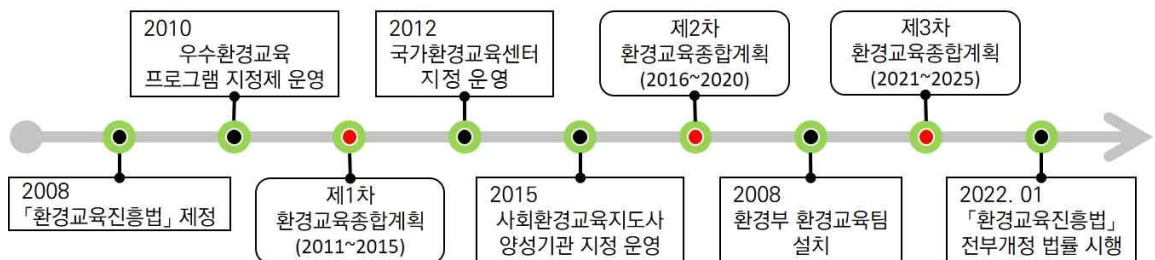 2010
우수환경교육
프로그램 지정제 운영
2012
국가환경교육센터
지정 운영
제2차
환경교육종합계획
(2016~2020)
제3차
환경교육종합계획
(2021~2025)
2008
「환경교육진흥법」 제정
제1차
환경교육종합계획
(2011~2015)
2015
사회환경교육지도사
양성기관 지정 운영
2008
환경부 환경교육팀
설치
2022. 01
「환경교육진흥법」
전부개정 법률 시행